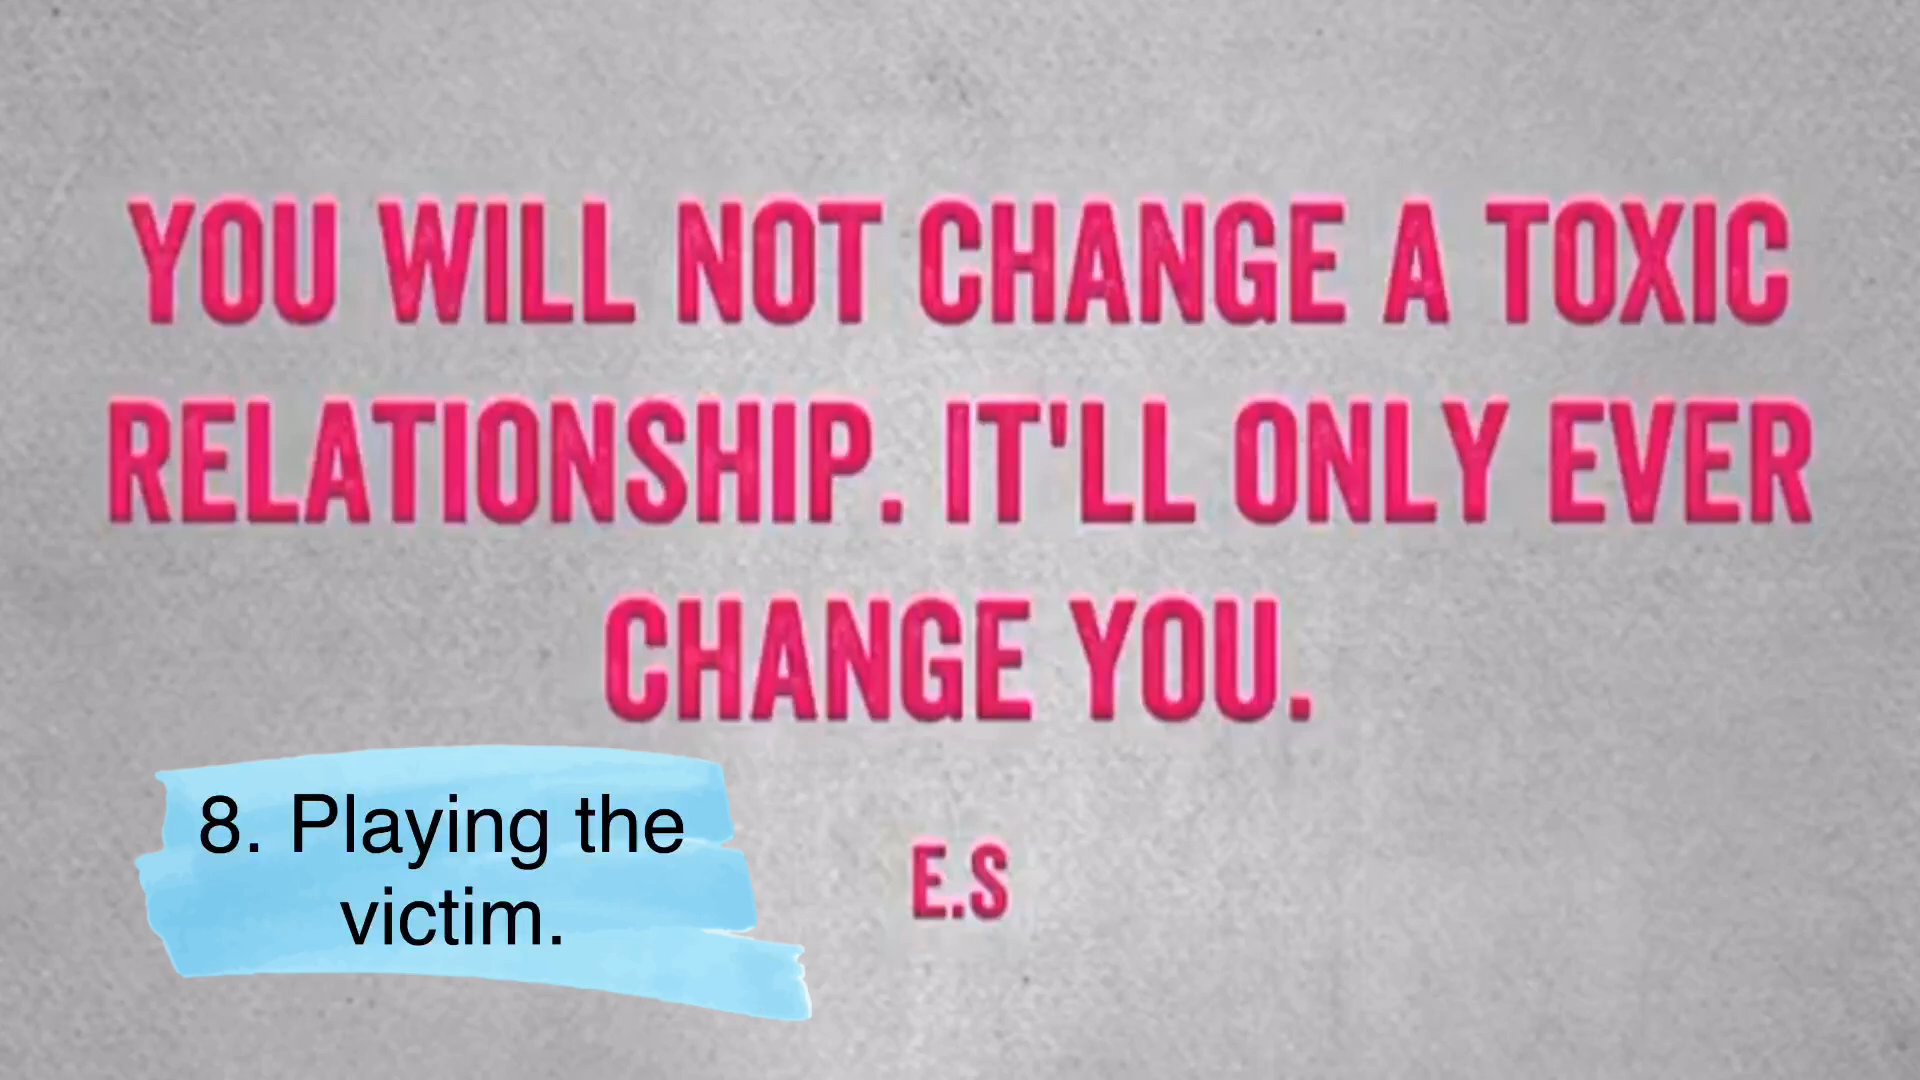 YOU WILL NOT CHANGE A TOXIC
RELATIONSHIP. IT'LL ONLY EVER
CHANGE YOU.
E.S
8. Playing the
victim.